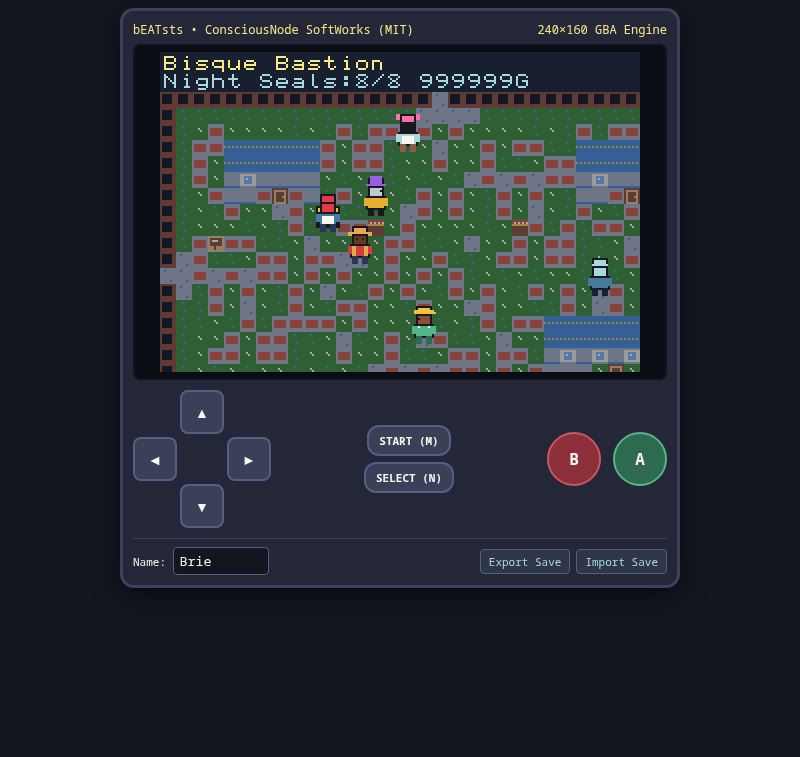 bEATsts • ConsciousNode SoftWorks (MIT) 240×160 GBA Engine
Bisque Bastion
Night Seals:8/8 999999G
▲
◄ ►
▼
START (M)
SELECT (N)
B A
Name: Brie Export Save Import Save